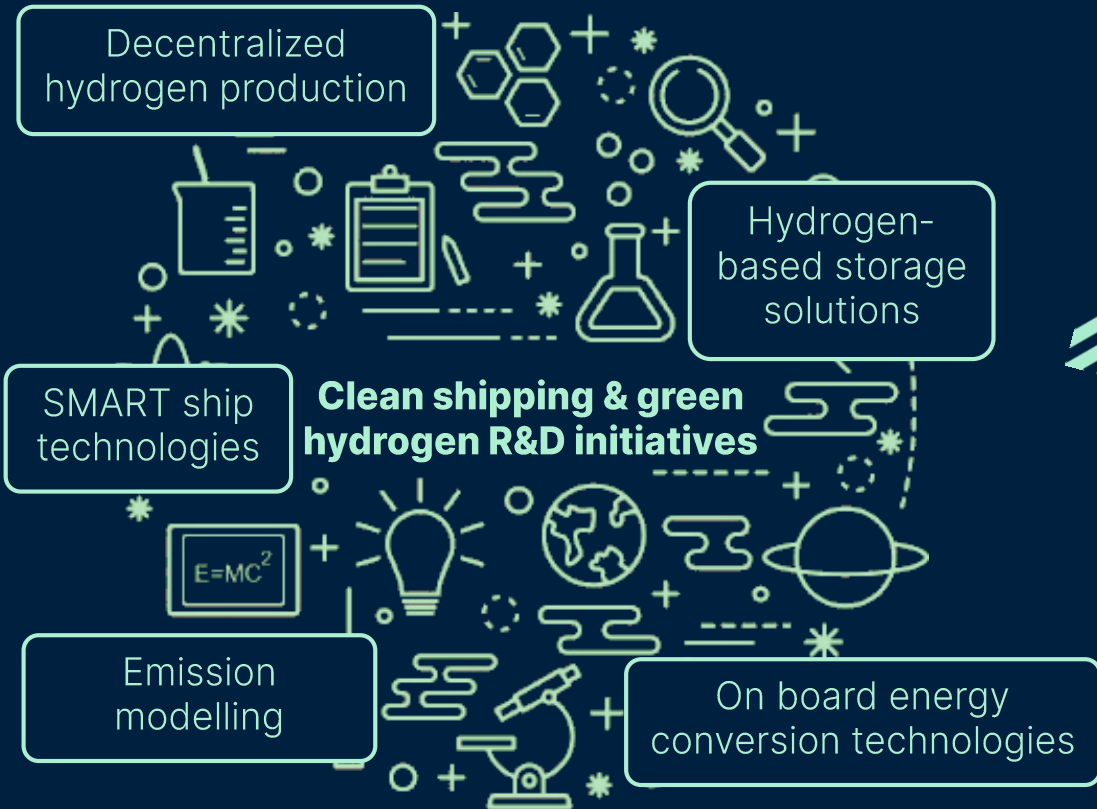 Decentralized
hydrogen production
Hydrogen-
based storage
solutions
SMART ship
technologies
Clean shipping & green
hydrogen R&D initiatives
E=MC²
Emission
modelling
On board energy
conversion technologies